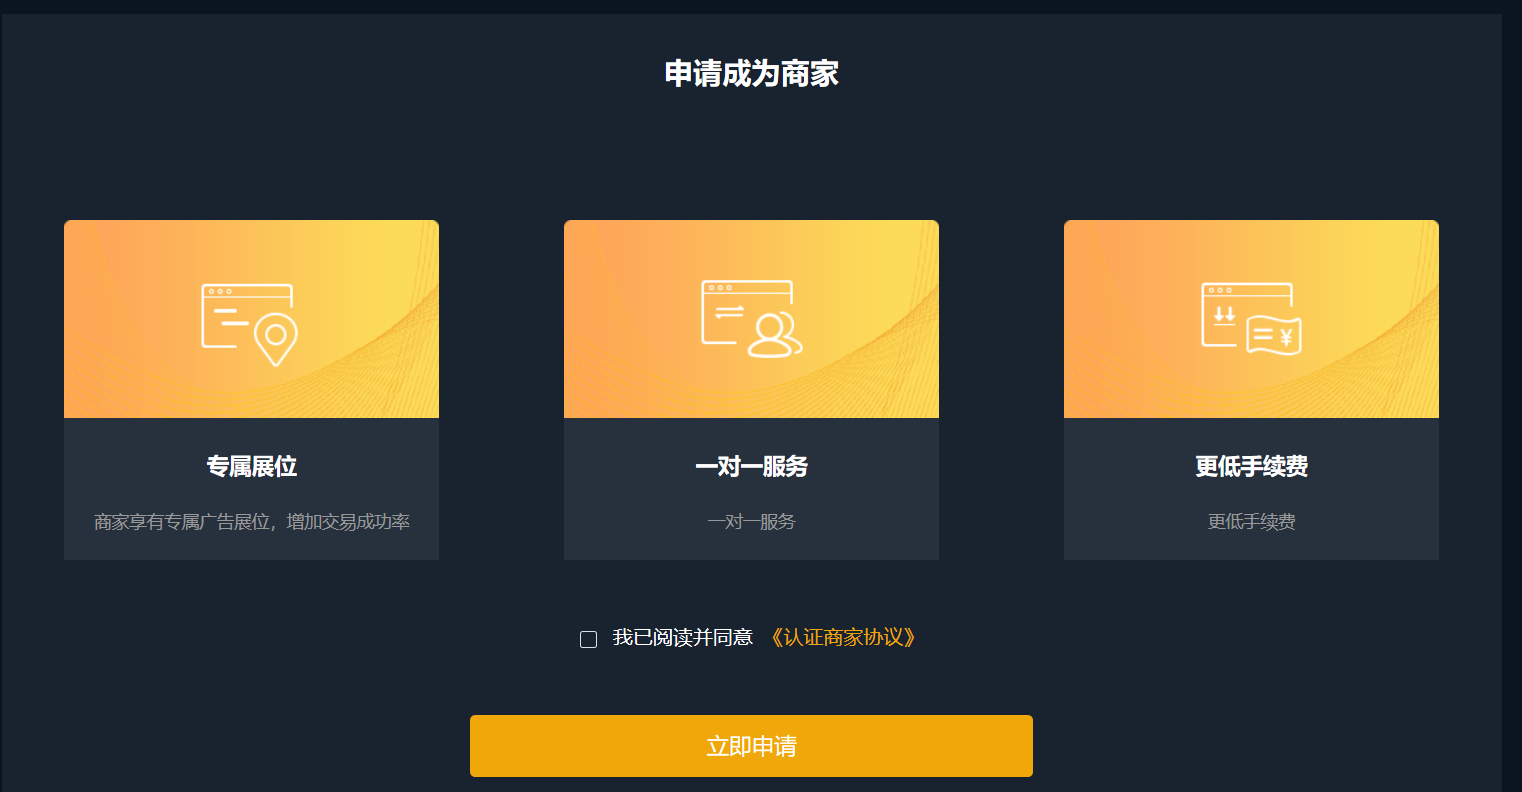 申请成为商家
专属展位
商家享有专属广告展位，增加交易成功率
一对一服务
一对一服务
更低手续费
更低手续费
我已阅读并同意 《认证商家协议》
立即申请